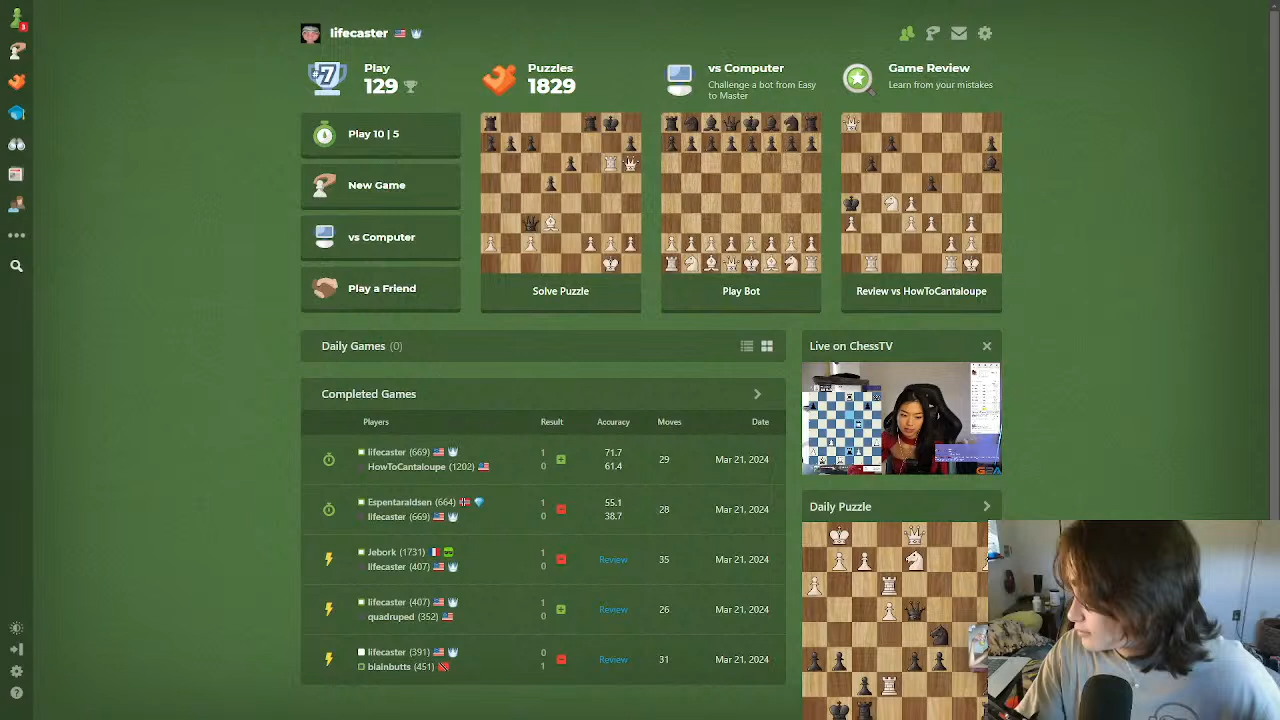 3
lifecaster
#7
Play
129
Puzzles
1829
vs Computer
Challenge a bot from Easy
to Master
Game Review
Learn from your mistakes
Play 10 | 5
New Game
vs Computer
Play a Friend
Solve Puzzle
Play Bot
Review vs HowToCantaloupe
Daily Games (0)
Live on ChessTV
Completed Games
Players Result Accuracy Moves Date
lifecaster (669) 1 71.7
HowToCantaloupe (1202) 0 61.4
29 Mar 21, 2024
Espentaraldsen (664) 1 55.1
lifecaster (669) 0 38.7
28 Mar 21, 2024
Jebork (1731) 1
lifecaster (407) 0
Review 35 Mar 21, 2024
lifecaster (407) 1
quadruped (352) 0
Review 26 Mar 21, 2024
lifecaster (391) 0
blainbutts (451) 1
Review 31 Mar 21, 2024
Daily Puzzle